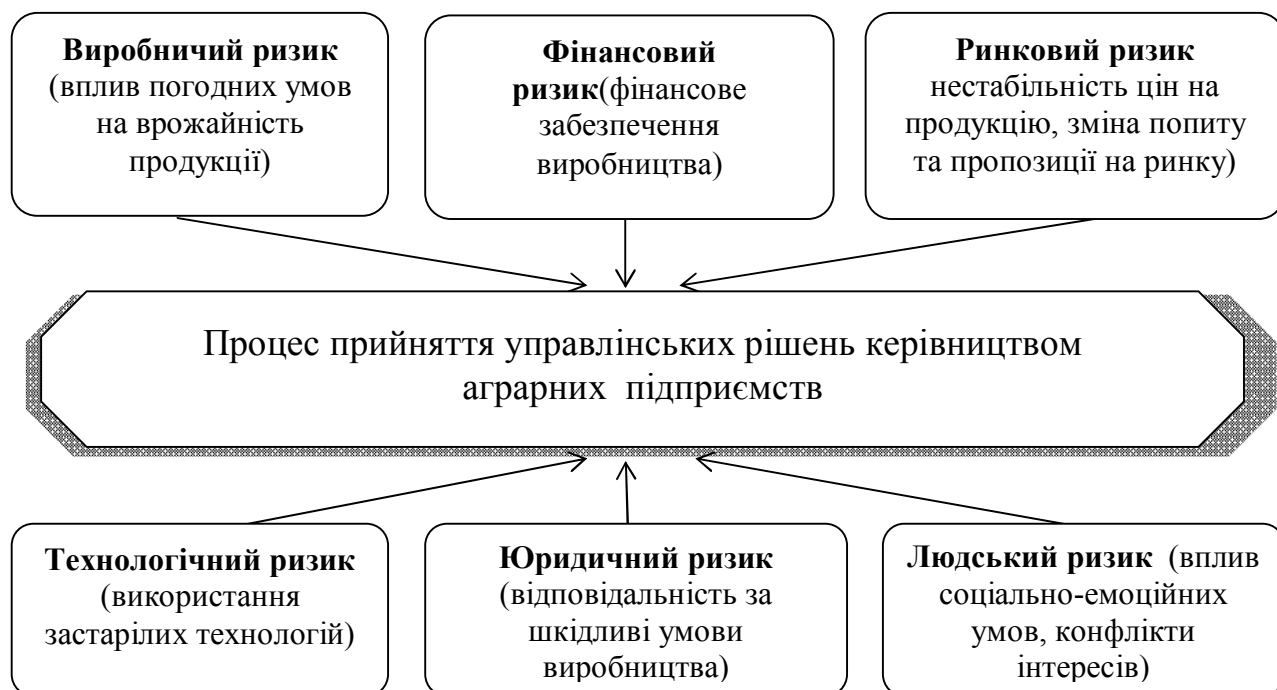 Виробничий ризик
(вплив погодних умов
на врожайність
продукції)
Фінансовий
ризик(фінансове
забезпечення
виробництва)
Ринковий ризик
нестабільність цін на
продукцію, зміна попиту
та пропозиції на ринку)
Процес прийняття управлінських рішень керівництвом
аграрних підприємств
Технологічний ризик
(використання
застарілих технологій)
Юридичний ризик
(відповідальність за
шкідливі умови
виробництва)
Людський ризик (вплив
соціально-емоційних
умов, конфлікти
інтересів)